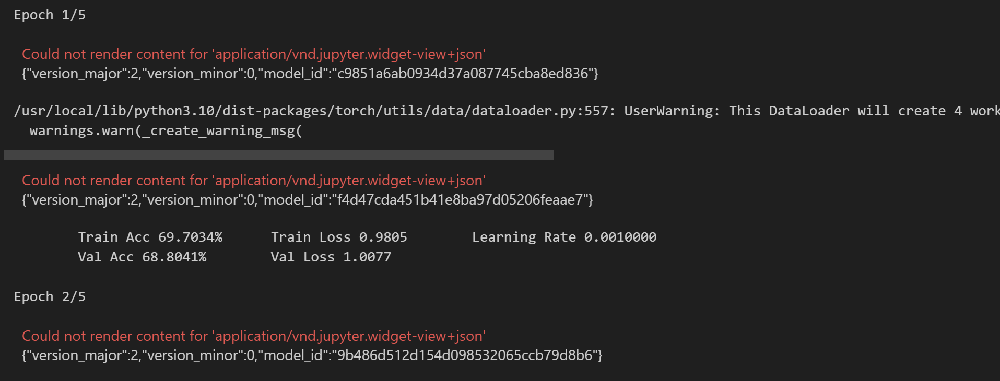 Epoch 1/5
Could not render content for 'application/vnd.jupyter.widget-view+json'
{"version_major":2,"version_minor":0,"model_id":"c9851a6ab0934d37a087745cba8ed836"}
/usr/local/lib/python3.10/dist-packages/torch/utils/data/dataloader.py:557: UserWarning: This DataLoader will create 4 work
warnings.warn(_create_warning_msg(
Could not render content for 'application/vnd.jupyter.widget-view+json'
{"version_major":2,"version_minor":0,"model_id":"f4d47cda451b41e8ba97d05206feaae7"}
Train Acc 69.7034% Train Loss 0.9805 Learning Rate 0.0010000
Val Acc 68.8041% Val Loss 1.0077
Epoch 2/5
Could not render content for 'application/vnd.jupyter.widget-view+json'
{"version_major":2,"version_minor":0,"model_id":"9b486d512d154d098532065ccb79d8b6"}